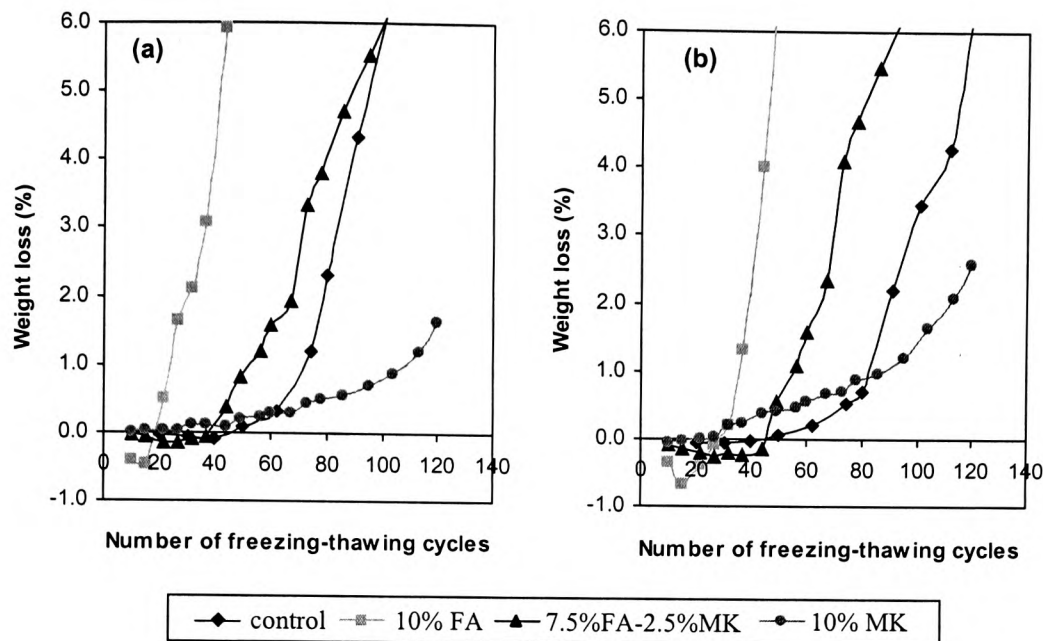 (a)
6.0
5.0
4.0
3.0
2.0
1.0
0.0
-1.0
0 20 40 60 80 100 120 140
Weight loss (%)
Number of freezing-thawing cycles
(b)
6.0
5.0
4.0
3.0
2.0
1.0
0.0
-1.0
0 20 40 60 80 100 120 140
Weight loss (%)
Number of freezing-thawing cycles
control 10% FA 7.5%FA-2.5%MK 10% MK